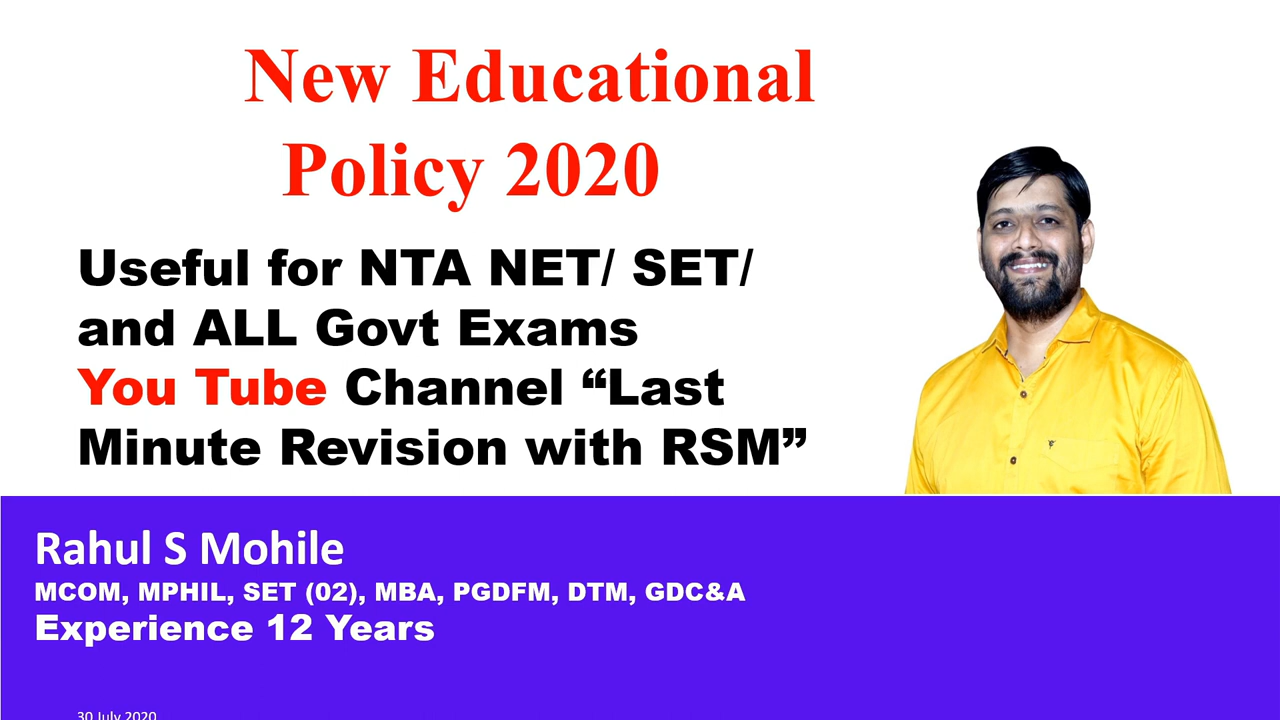 New Educational
Policy 2020
Useful for NTA NET/ SET/
and ALL Govt Exams
You Tube Channel “Last
Minute Revision with RSM”
Rahul S Mohile
MCOM, MPHIL, SET (02), MBA, PGDFM, DTM, GDC&A
Experience 12 Years
30 July 2020